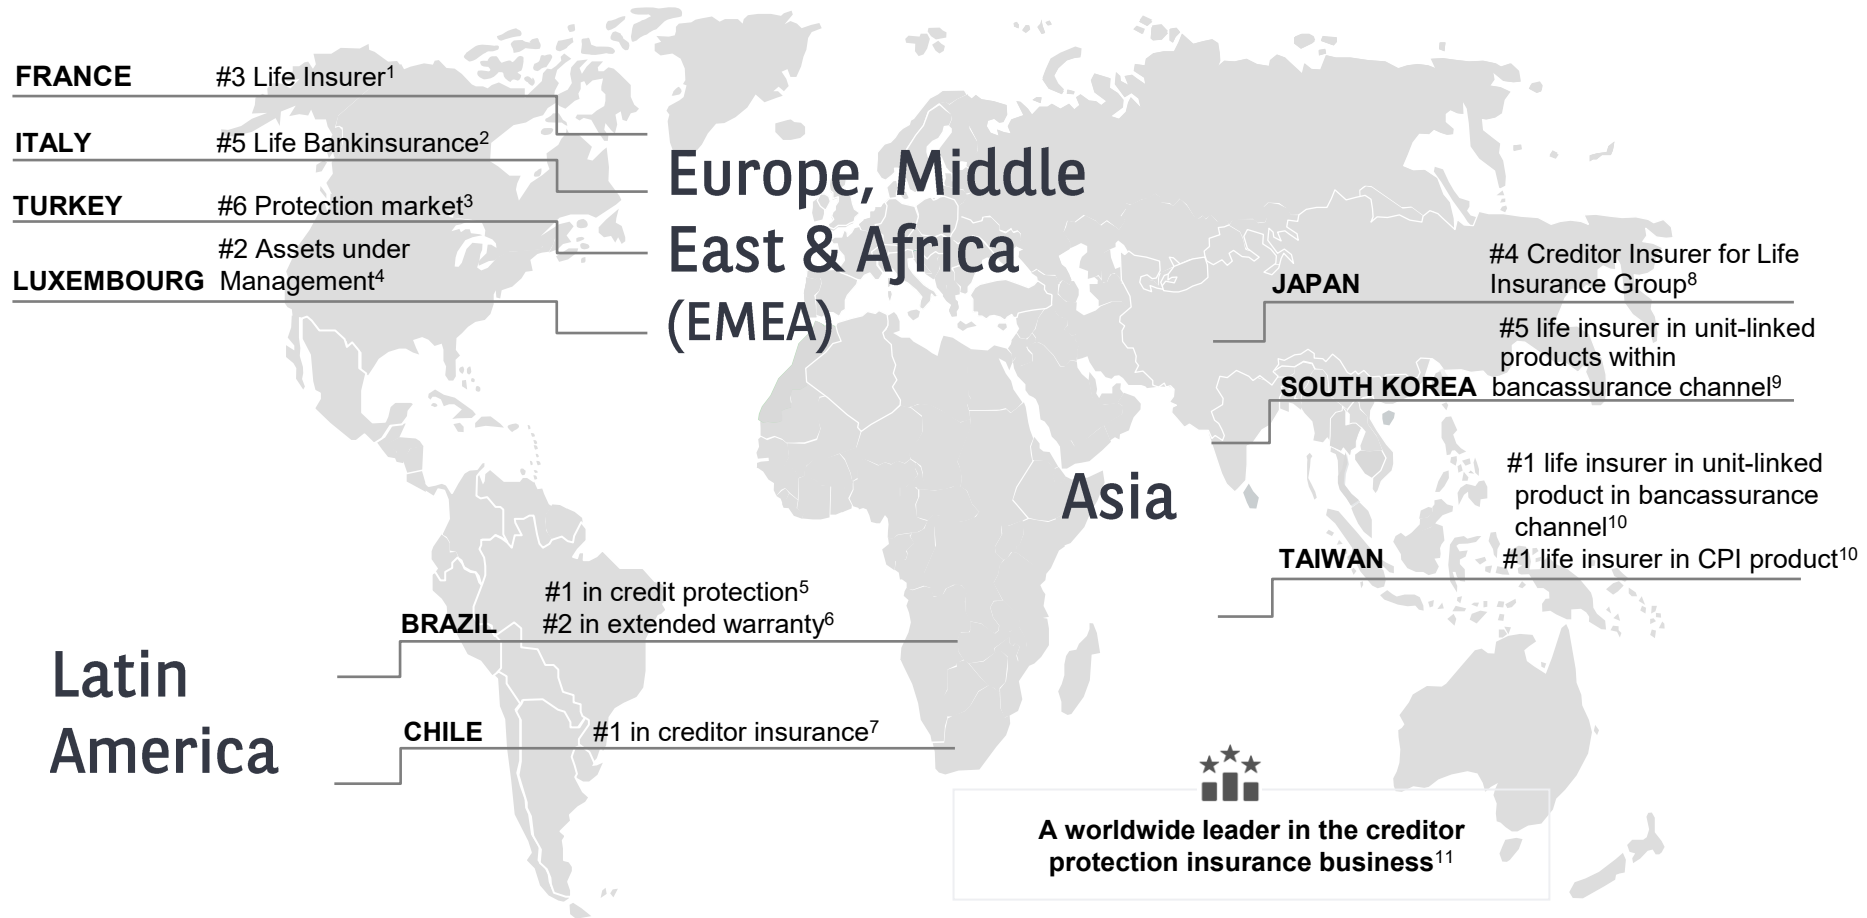 FRANCE #3 Life Insurer1
ITALY #5 Life Bankinsurance2
TURKEY #6 Protection market3
#2 Assets under
LUXEMBOURG Management4
Europe, Middle
East & Africa
(EMEA)
#4 Creditor Insurer for Life
JAPAN Insurance Group8
#5 life insurer in unit-linked
products within
SOUTH KOREA bancassurance channel9
Asia
#1 life insurer in unit-linked
product in bancassurance
channel10
TAIWAN #1 life insurer in CPI product10
Latin
America
#1 in credit protection5
BRAZIL #2 in extended warranty6
CHILE #1 in creditor insurance7
A worldwide leader in the creditor
protection insurance business11